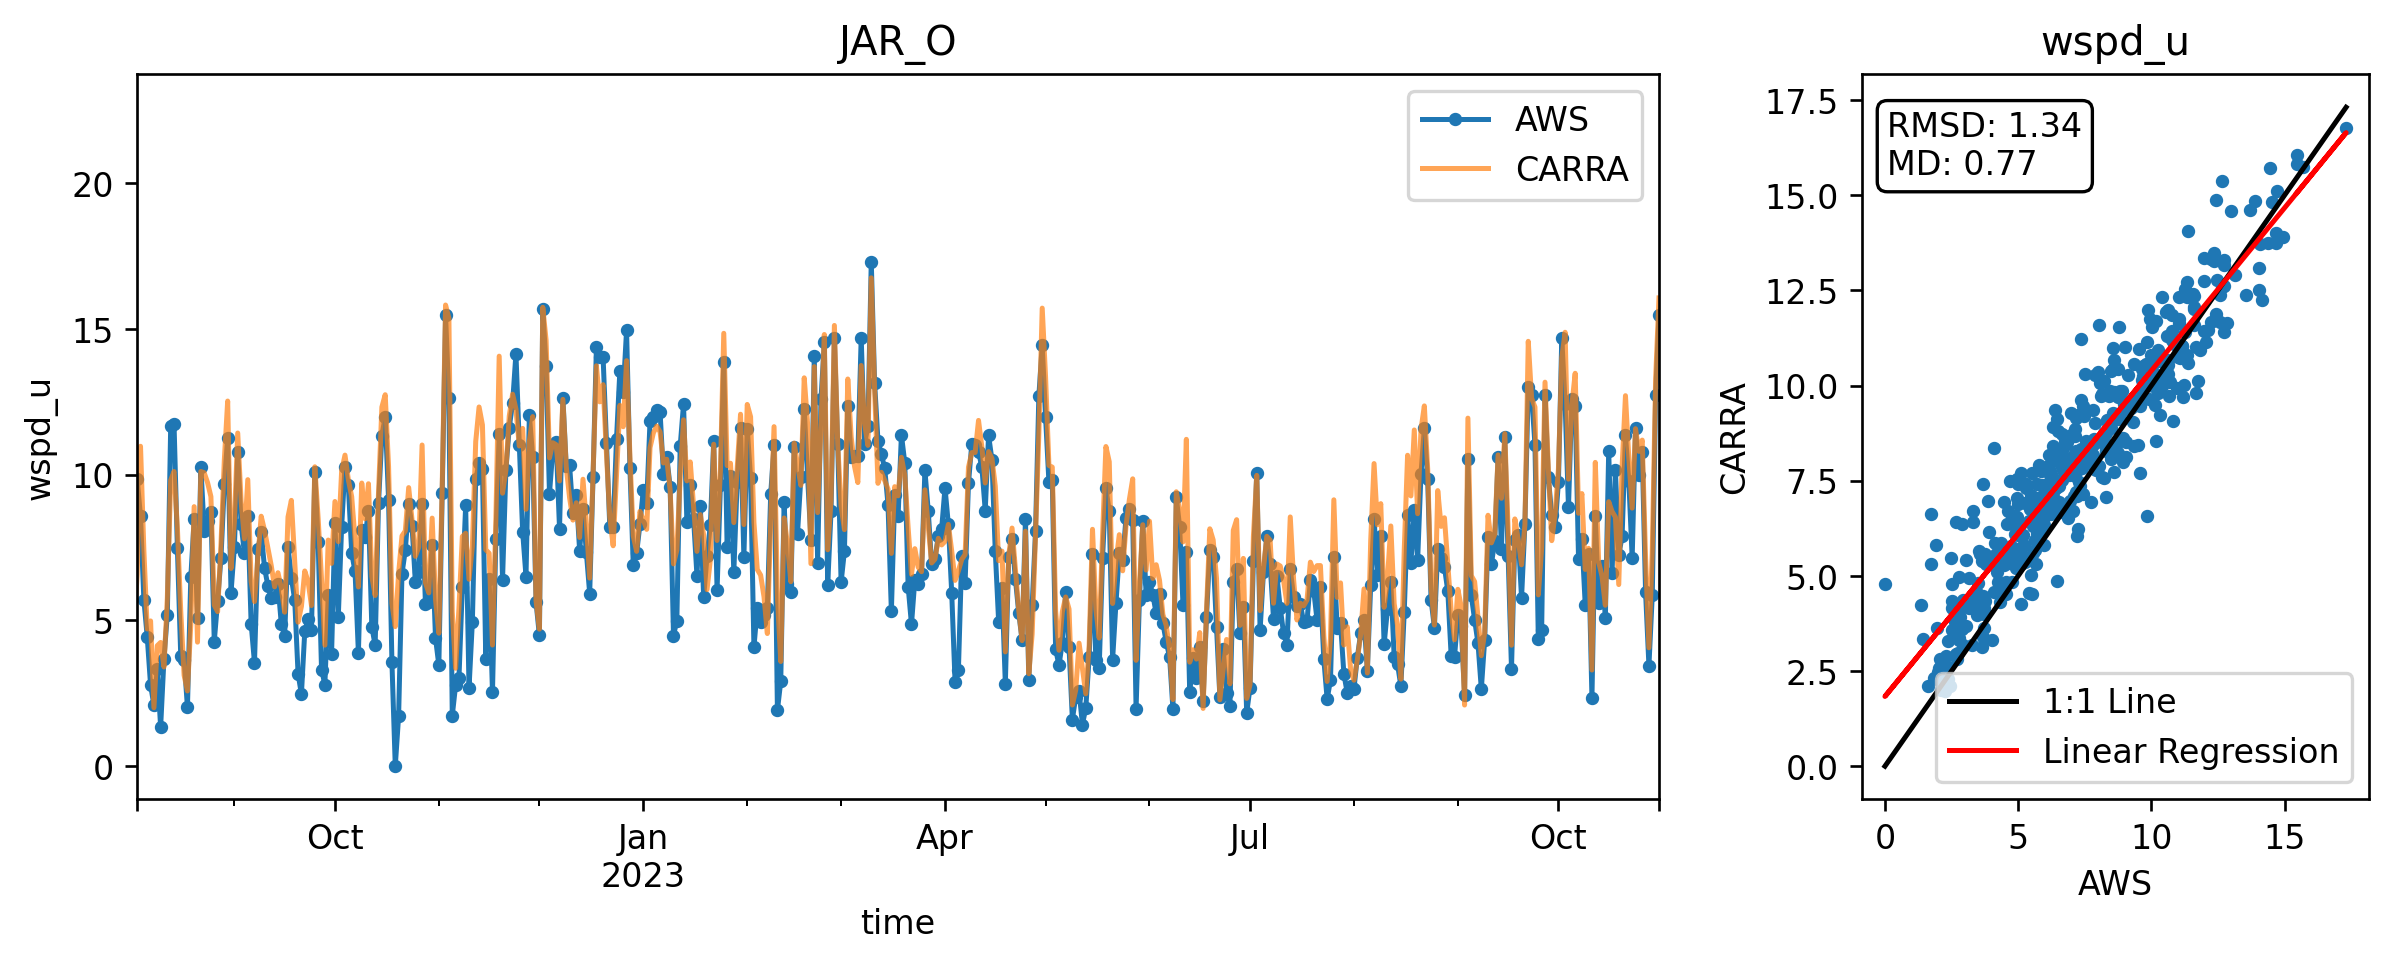 JAR_O
wspd_u
20
15
10
5
0
AWS
CARRA
Oct
Jan
2023
Apr
Jul
Oct
time
wspd_u
CARRA
17.5
15.0
12.5
10.0
7.5
5.0
2.5
0.0
RMSD: 1.34
MD: 0.77
1:1 Line
Linear Regression
0
5
10
15
AWS